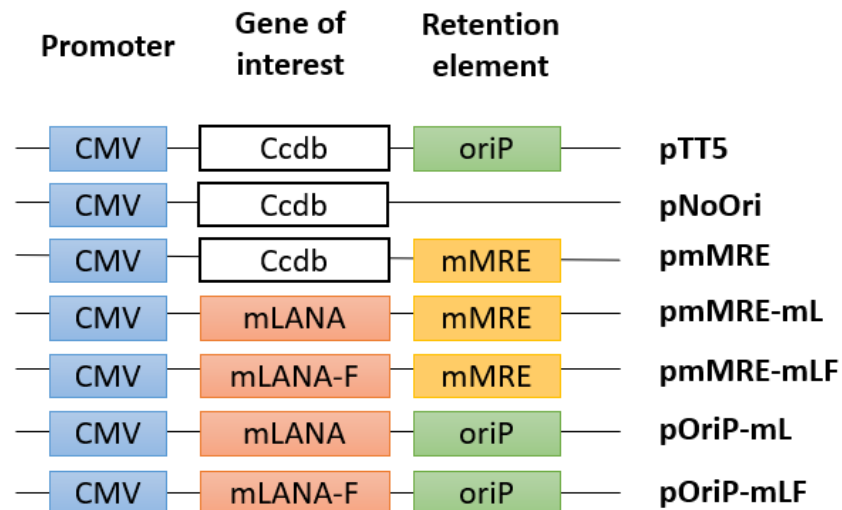 Promoter
Gene of
interest
Retention
element
CMV Ccdb oriP pTT5
CMV Ccdb pNoOri
CMV Ccdb mMRE pmMRE
CMV mLANA mMRE pmMRE-mL
CMV mLANA-F mMRE pmMRE-mLF
CMV mLANA oriP pOriP-mL
CMV mLANA-F oriP pOriP-mLF